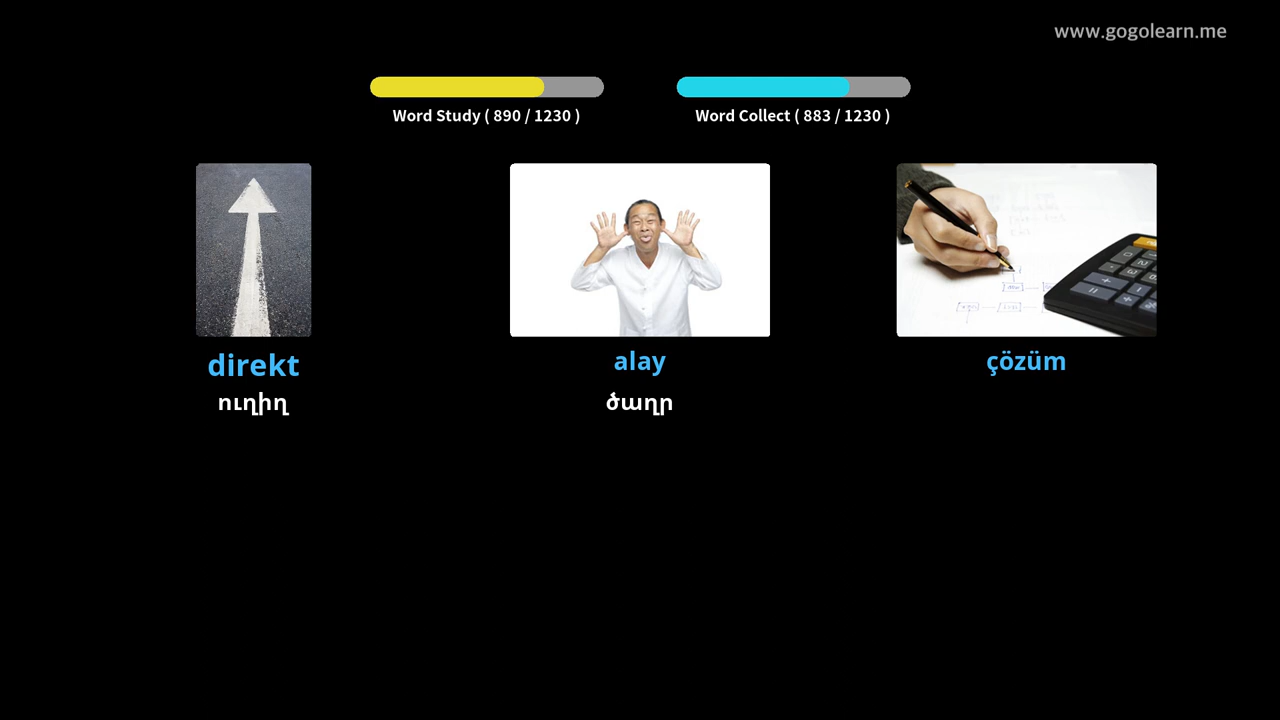 www.gogolearn.me
Word Study ( 890 / 1230 )
Word Collect ( 883 / 1230 )
direkt
alay
çözüm
ուղիղ
ծաղր